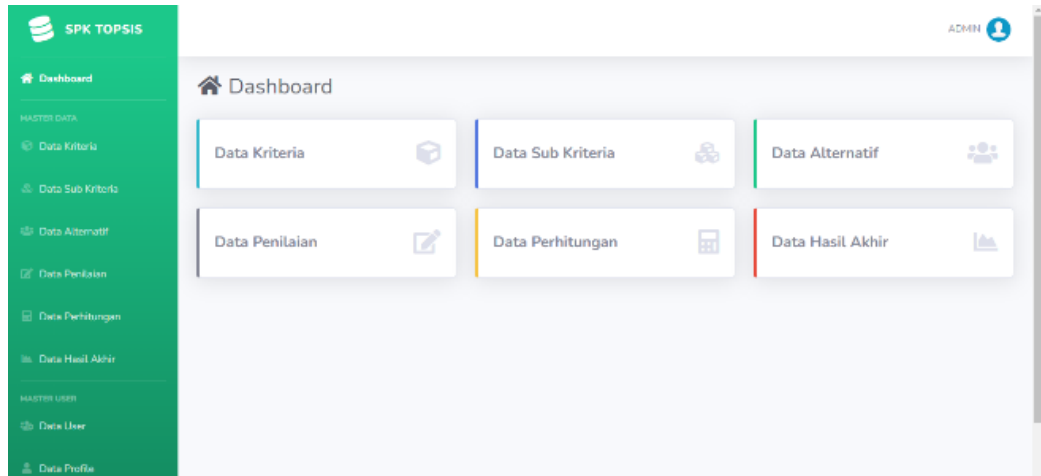 SPK TOPSIS
Dashboard
MASTER DATA
Data Kriteria
Data Sub Kriteria
Data Alternatif
Data Penilaian
Data Perhitungan
Data Hasil Akhir
MASTER USER
Data User
Data Profile
ADMIN
Dashboard
Data Kriteria
Data Sub Kriteria
Data Alternatif
Data Penilaian
Data Perhitungan
Data Hasil Akhir